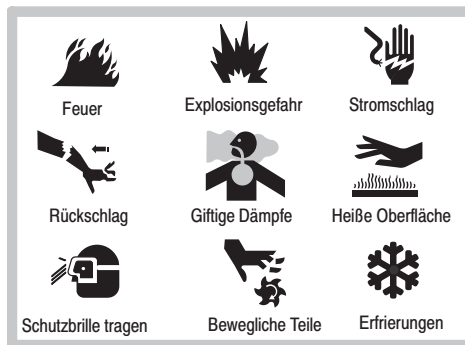 Feuer
Explosionsgefahr
Stromschlag
Rückschlag
Giftige Dämpfe
Heiße Oberfläche
Schutzbrille tragen
Bewegliche Teile
Erfrierungen